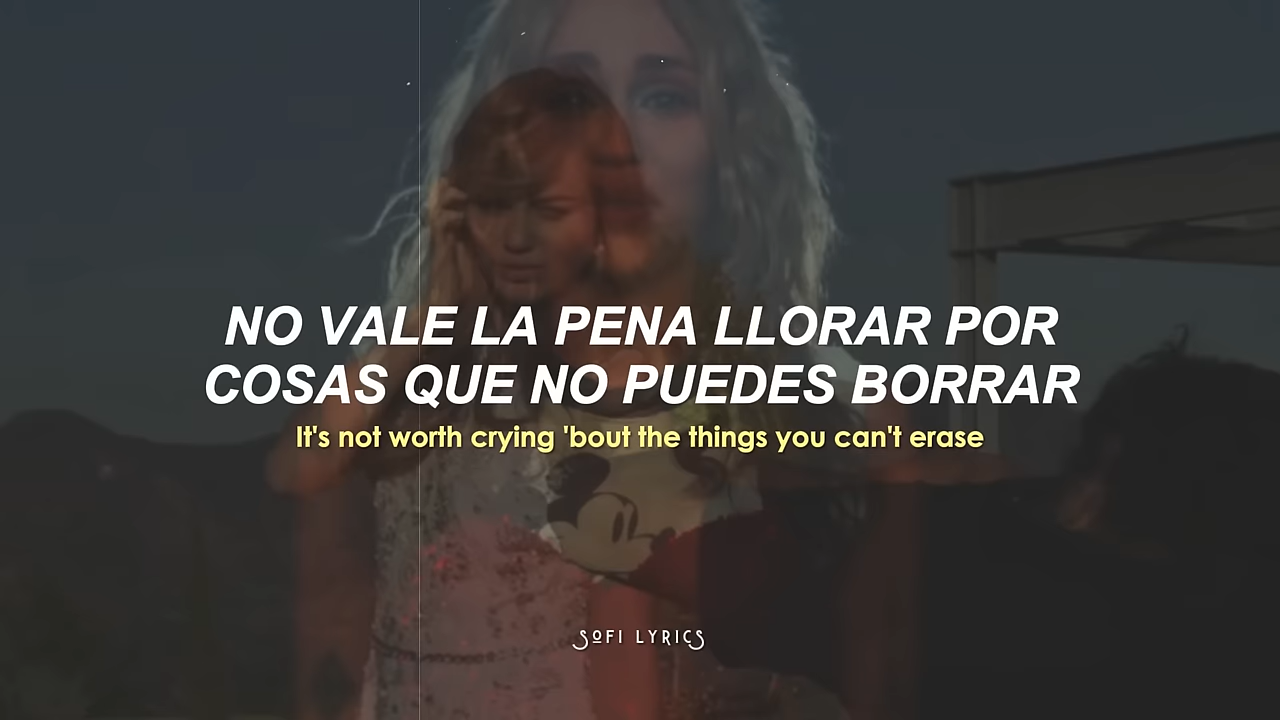 NO VALE LA PENA LLORAR POR
COSAS QUE NO PUEDES BORRAR
It's not worth crying 'bout the things you can't erase
SOFI LYRICS